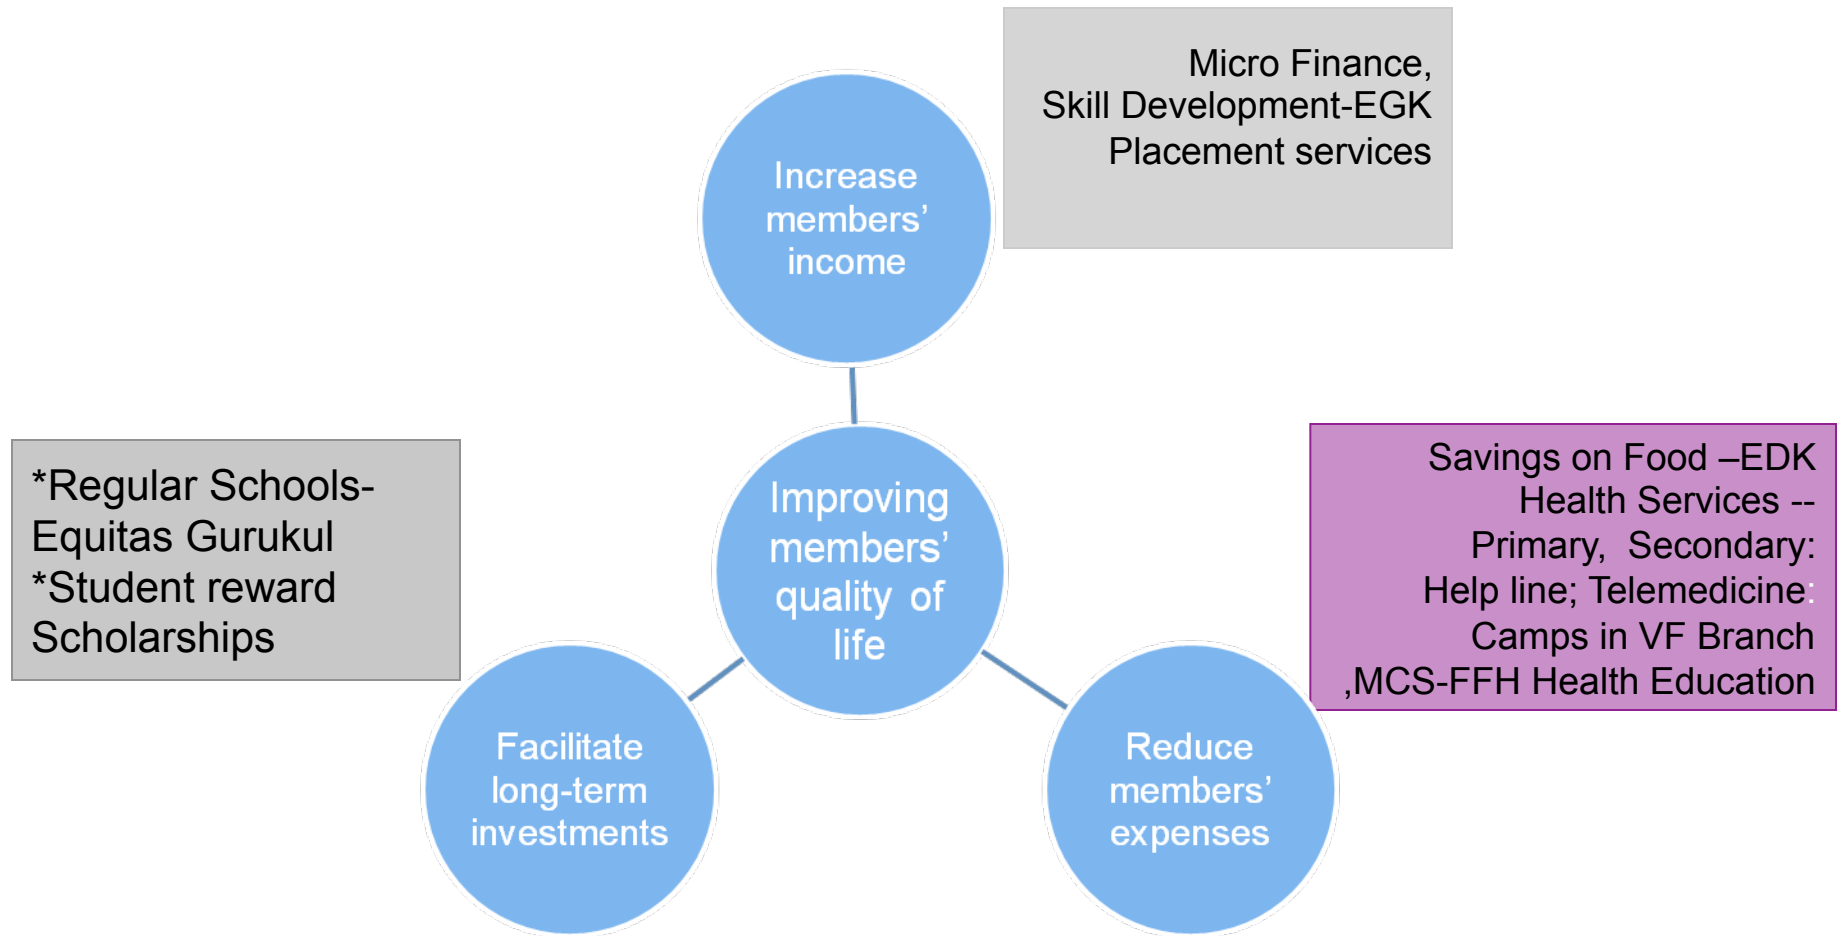 Micro Finance,
Skill Development-EGK
Placement services
Increase
members’
income
*Regular Schools-
Equitas Gurukul
*Student reward
Scholarships
Improving
members’
quality of
life
Savings on Food –EDK
Health Services --
Primary, Secondary:
Help line; Telemedicine:
Camps in VF Branch
,MCS-FFH Health Education
Facilitate
long-term
investments
Reduce
members’
expenses